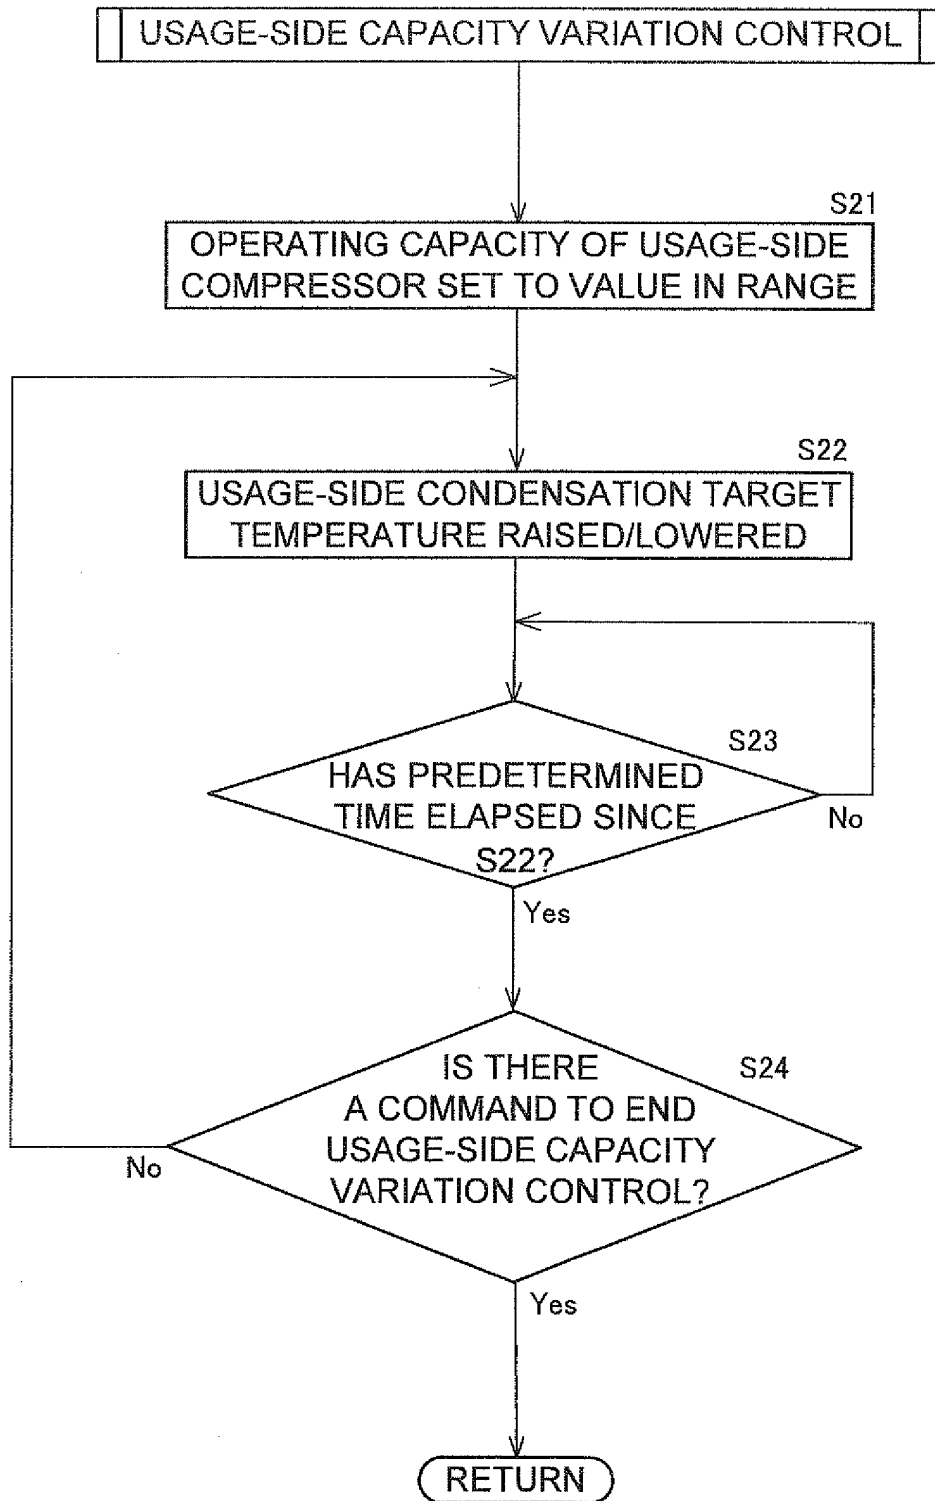 USAGE-SIDE CAPACITY VARIATION CONTROL
S21
OPERATING CAPACITY OF USAGE-SIDE
COMPRESSOR SET TO VALUE IN RANGE
S22
USAGE-SIDE CONDENSATION TARGET
TEMPERATURE RAISED/LOWERED
S23
HAS PREDETERMINED
TIME ELAPSED SINCE
S22?
No
Yes
S24
IS THERE
A COMMAND TO END
USAGE-SIDE CAPACITY
VARIATION CONTROL?
No
Yes
RETURN